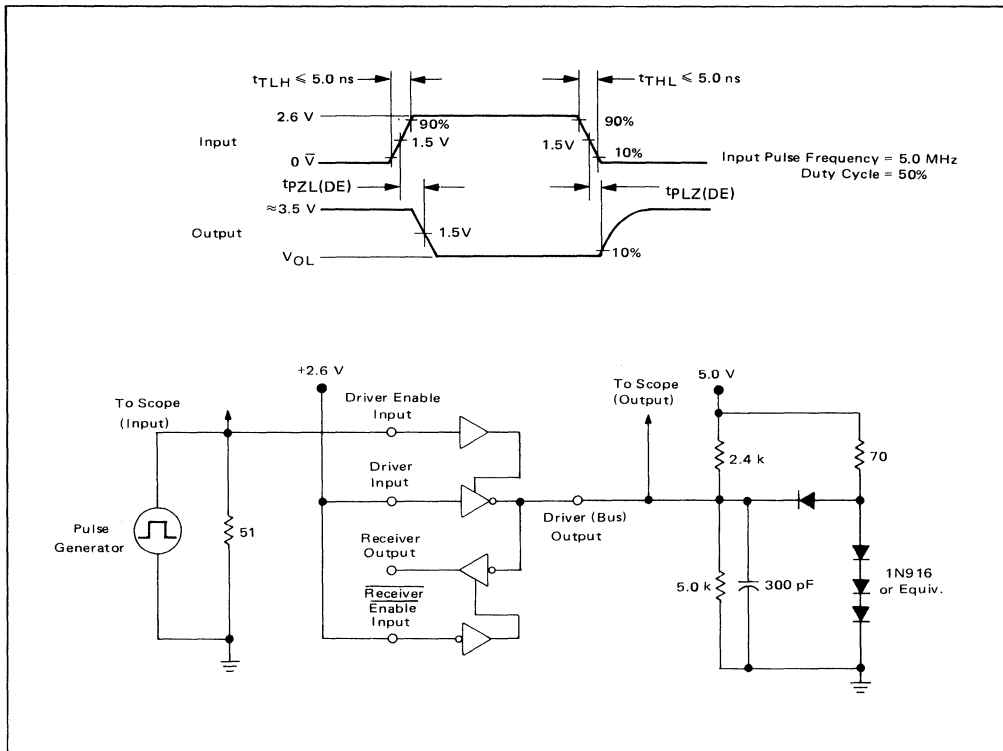 tTLH ≤ 5.0 ns
tTHL ≤ 5.0 ns
2.6 V
90%
90%
Input
1.5 V
1.5V
0 V
10%
Input Pulse Frequency = 5.0 MHz
Duty Cycle = 50%
tPZL(DE)
tPLZ(DE)
≈3.5 V
Output
1.5V
VOL
10%
+2.6 V
5.0 V
To Scope
(Input)
Driver Enable
Input
To Scope
(Output)
2.4 k
70
Driver
Input
Pulse
Generator
51
Driver (Bus)
Output
Receiver
Output
Receiver
Enable
Input
5.0 k
300 pF
1N916
or Equiv.